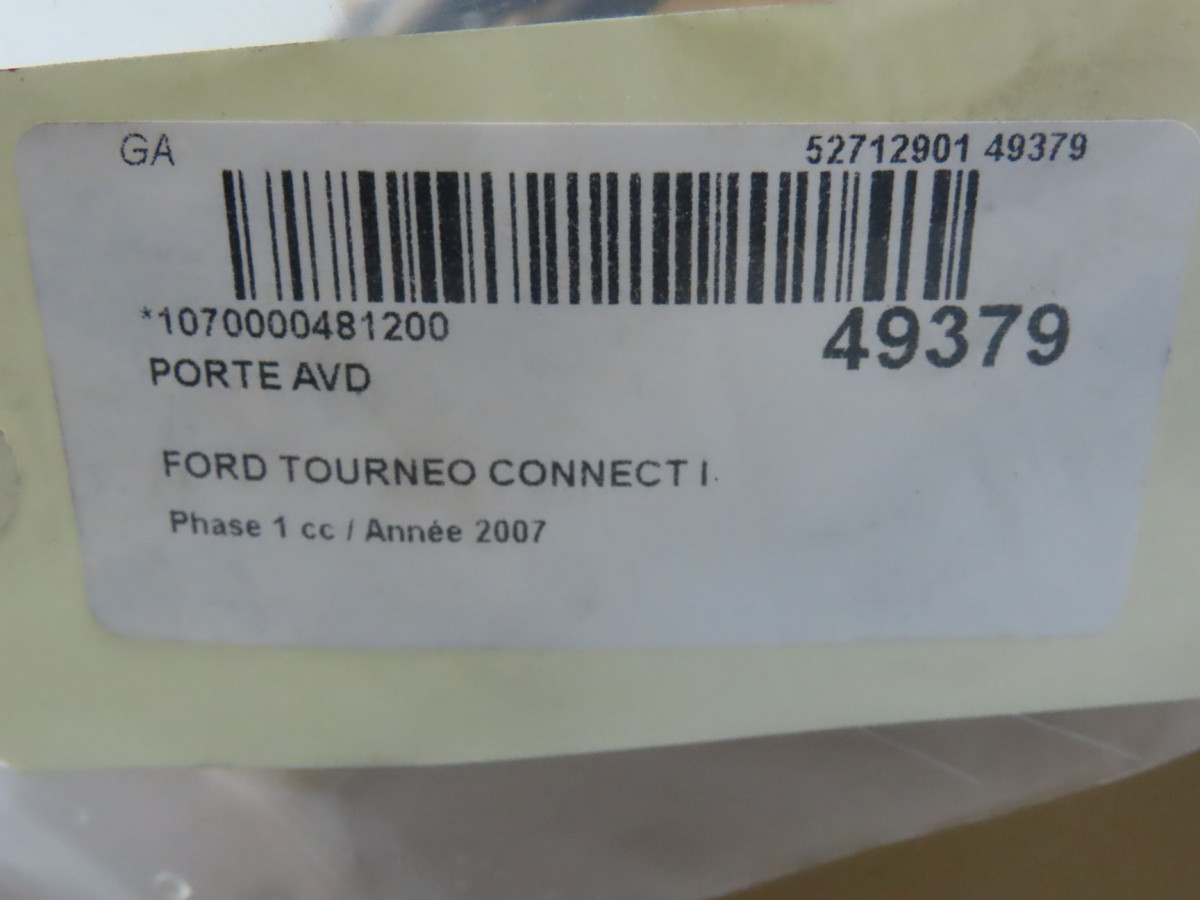 GA 52712901 49379
*1070000481200 49379
PORTE AVD
FORD TOURNEO CONNECT I
Phase 1 cc / Année 2007